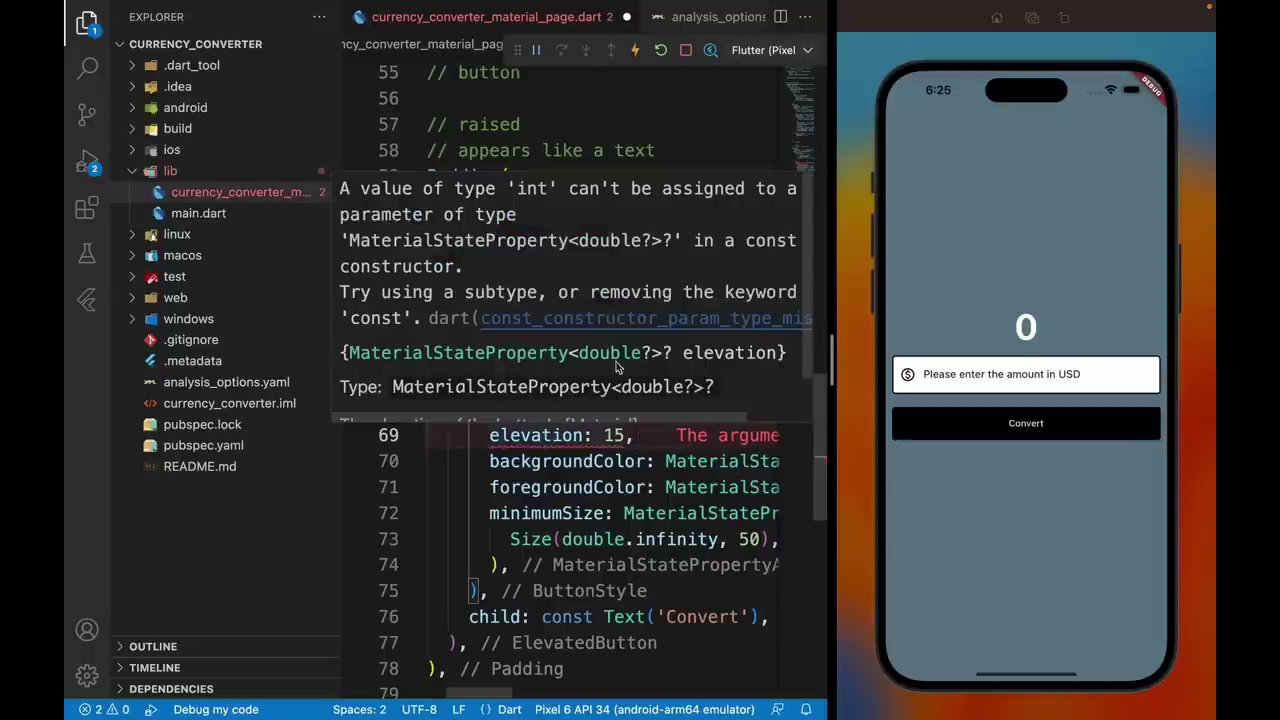 EXPLORER
CURRENCY_CONVERTER
.dart_tool
.idea
android
build
ios
lib
currency_converter_m... 2
main.dart
linux
macos
test
web
windows
.gitignore
.metadata
analysis_options.yaml
currency_converter.iml
pubspec.lock
pubspec.yaml
README.md
OUTLINE
TIMELINE
DEPENDENCIES
1
2
currency_converter_material_page.dart 2
analysis_options
ncy_converter_material_pag
Flutter (Pixel
55 // button
56
57 // raised
58 // appears like a text
A value of type 'int' can't be assigned to a
parameter of type
'MaterialStateProperty<double?>?' in a const
constructor.
Try using a subtype, or removing the keyword
'const'. dart(const_constructor_param_type_mis
{MaterialStateProperty<double?>? elevation}
Type: MaterialStateProperty<double?>?
69 elevation: 15, The argume
70 backgroundColor: MaterialSta
71 foregroundColor: MaterialSta
72 minimumSize: MaterialStatePr
73 Size(double.infinity, 50),
74 ), // MaterialStatePropertyA
75 ), // ButtonStyle
76 child: const Text('Convert'),
77 ), // ElevatedButton
78 ), // Padding
79
2 0 Debug my code Spaces: 2 UTF-8 LF {} Dart Pixel 6 API 34 (android-arm64 emulator)
6:25
DEBUG
0
Please enter the amount in USD
Convert